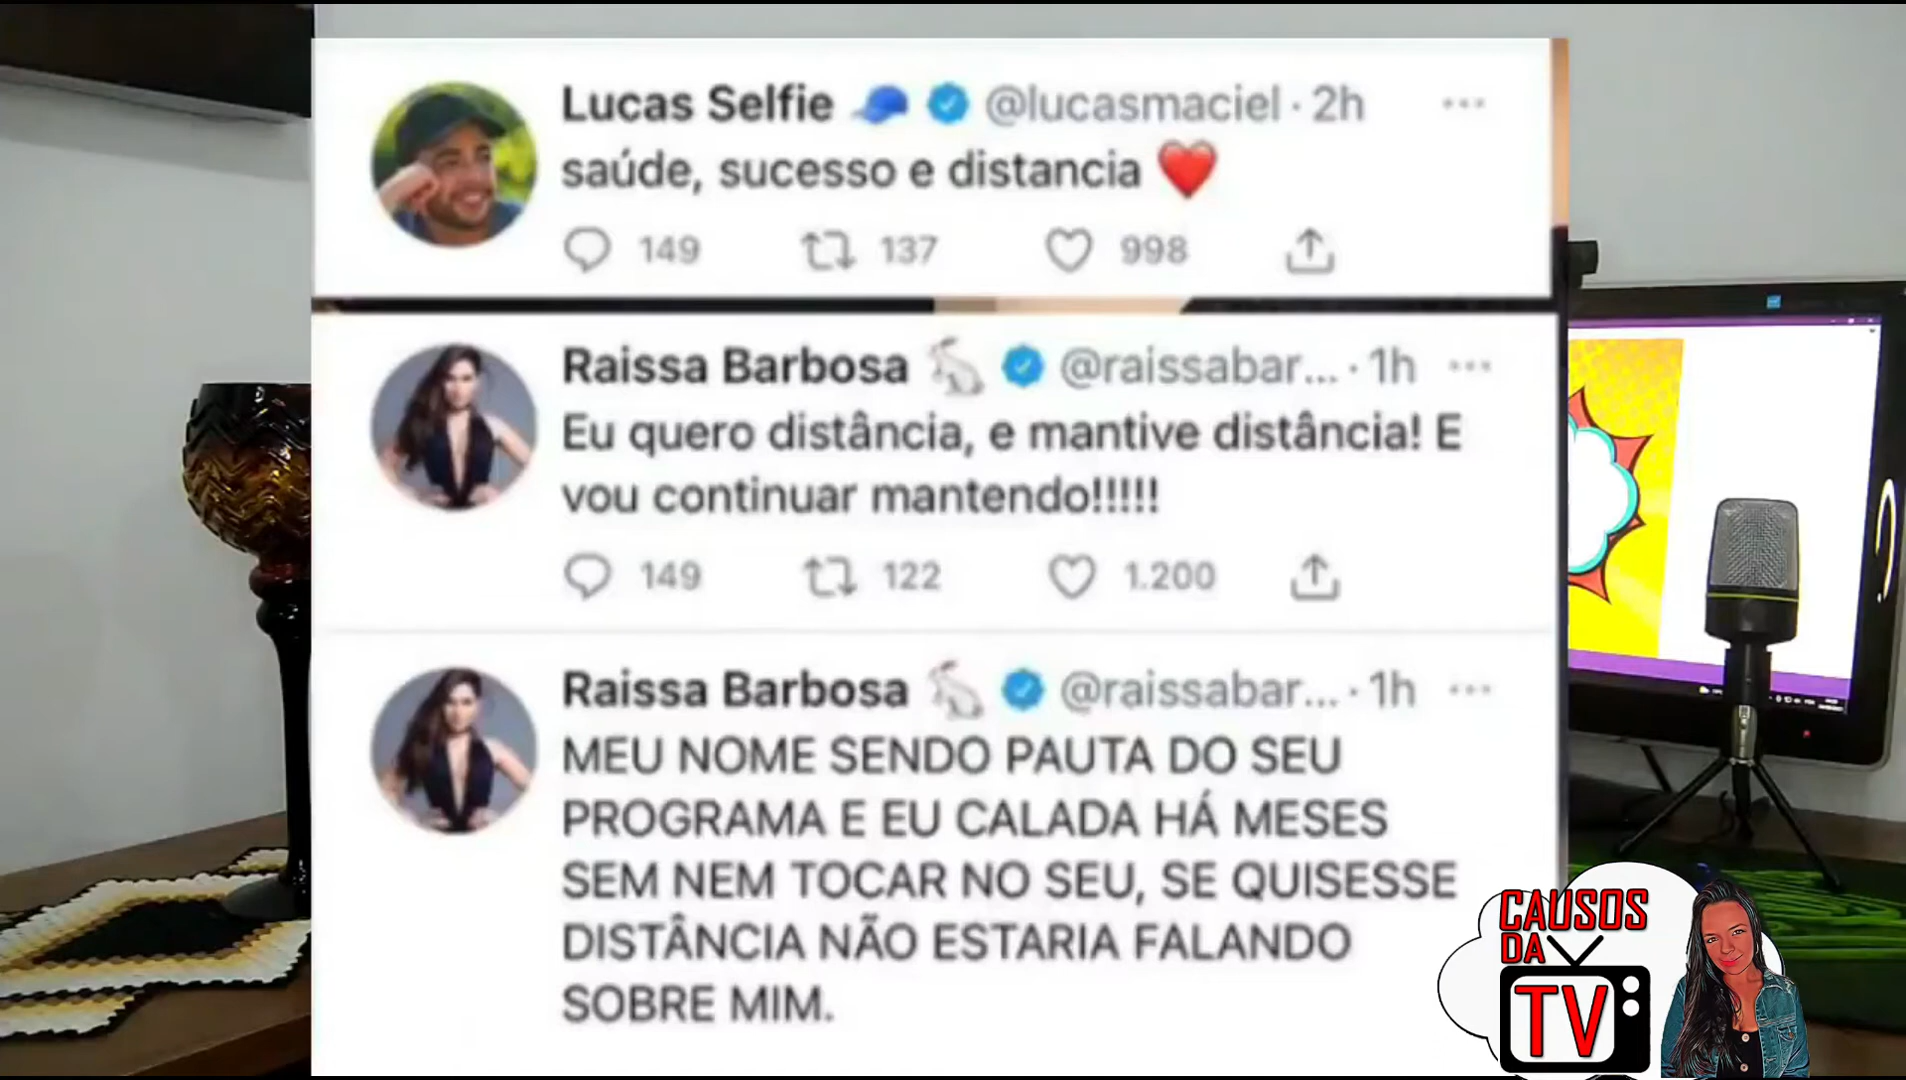 Lucas Selfie 🧢 @lucasmaciel · 2h ...
saúde, sucesso e distancia ❤️
149 137 998
Raissa Barbosa 🐇 @raissabar... · 1h ...
Eu quero distância, e mantive distância! E
vou continuar mantendo!!!!!
149 122 1.200
Raissa Barbosa 🐇 @raissabar... · 1h ...
MEU NOME SENDO PAUTA DO SEU
PROGRAMA E EU CALADA HÁ MESES
SEM NEM TOCAR NO SEU, SE QUISESSE
DISTÂNCIA NÃO ESTARIA FALANDO
SOBRE MIM.
CAUSOS
DA
TV